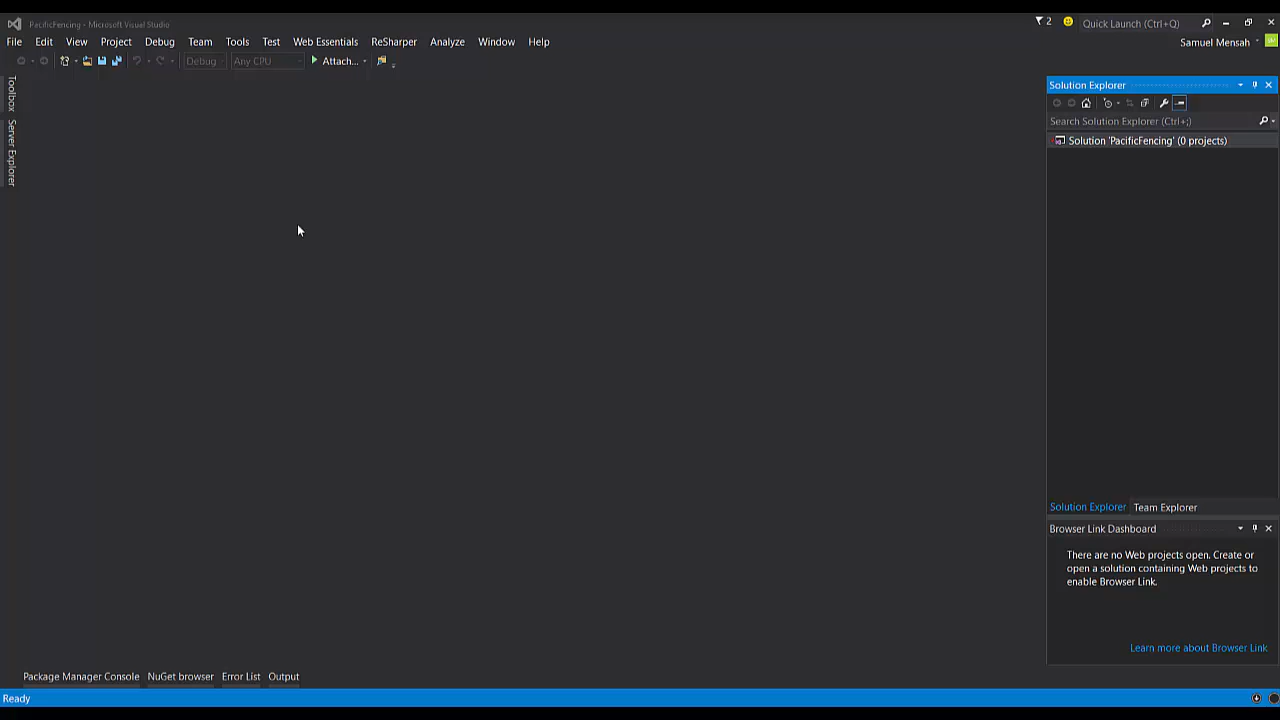 PacificFencing - Microsoft Visual Studio
2
Quick Launch (Ctrl+Q)
File Edit View Project Debug Team Tools Test Web Essentials ReSharper Analyze Window Help
Samuel Mensah
Debug Any CPU Attach...
Toolbox
Server Explorer
Solution Explorer
Search Solution Explorer (Ctrl+;)
Solution 'PacificFencing' (0 projects)
Solution Explorer Team Explorer
Browser Link Dashboard
There are no Web projects open. Create or
open a solution containing Web projects to
enable Browser Link.
Learn more about Browser Link
Package Manager Console NuGet browser Error List Output
Ready